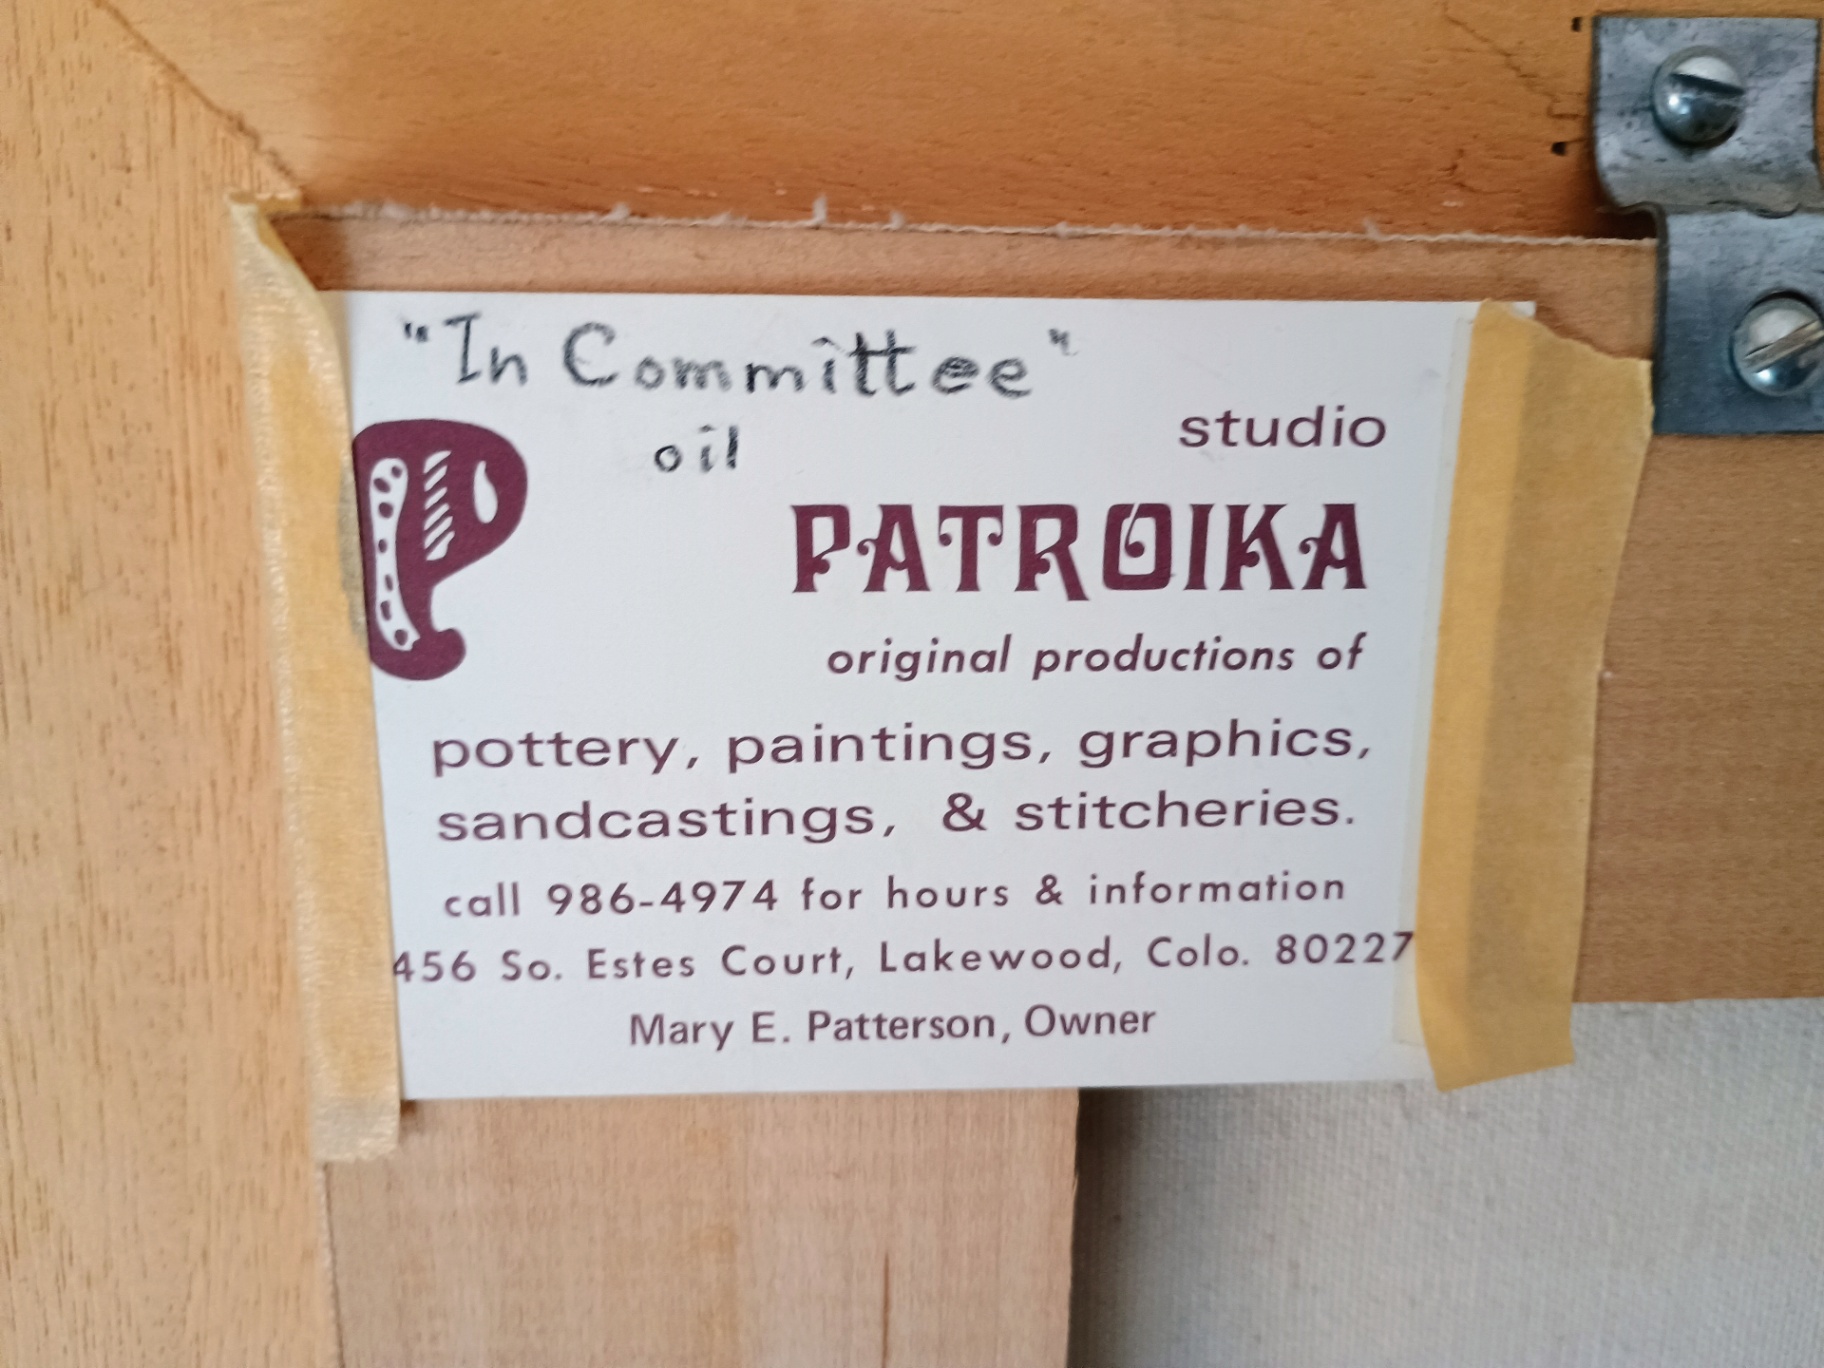 "In Committee"
oil
studio
PATROIKA
original productions of
pottery, paintings, graphics,
sandcastings, & stitcheries.
call 986-4974 for hours & information
456 So. Estes Court, Lakewood, Colo. 80227
Mary E. Patterson, Owner